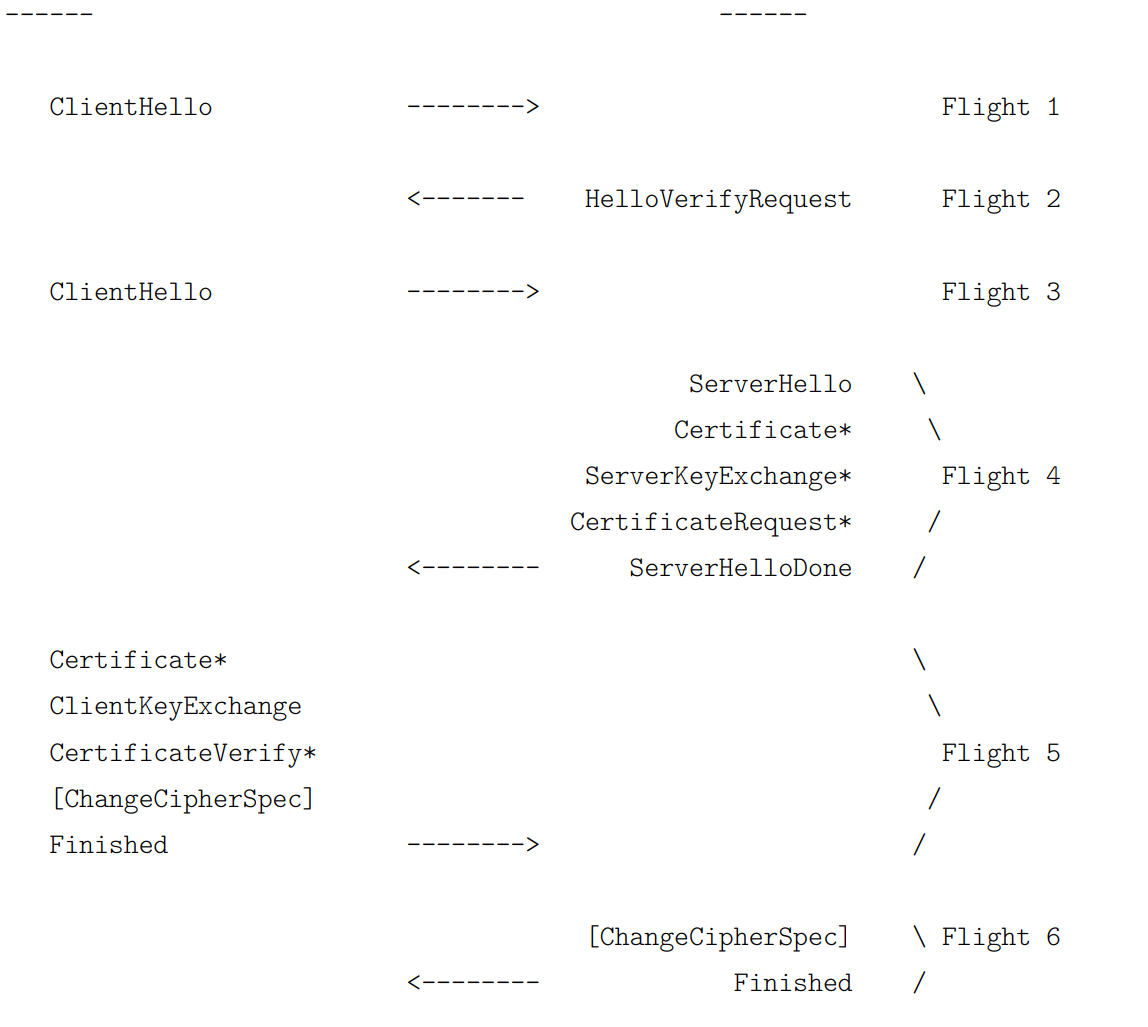 ------                                          ------
   ClientHello             -------->                           Flight 1
                           <-------    HelloVerifyRequest      Flight 2
   ClientHello             -------->                           Flight 3
                                              ServerHello    \
                                             Certificate*     \
                                       ServerKeyExchange*      Flight 4
                                      CertificateRequest*     /
                           <--------      ServerHelloDone    /
   Certificate*                                              \
   ClientKeyExchange                                          \
   CertificateVerify*                                          Flight 5
   [ChangeCipherSpec]                                         /
   Finished                -------->                         /
                                       [ChangeCipherSpec]    \ Flight 6
                           <--------             Finished    /